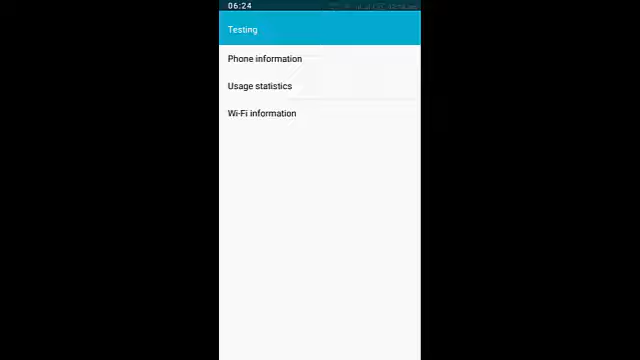 06:24
Testing
Phone information
Usage statistics
Wi-Fi information